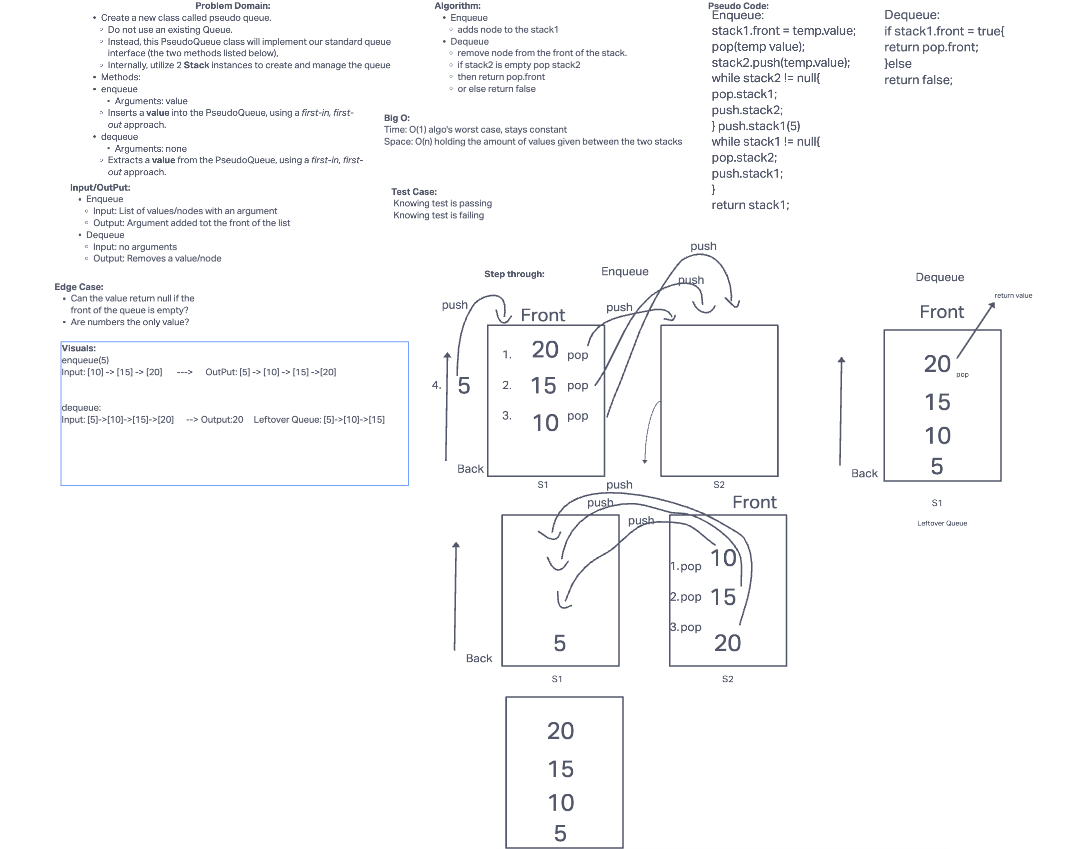 Problem Domain:
Create a new class called pseudo queue.
Do not use an existing Queue.
Instead, this PseudoQueue class will implement our standard queue
interface (the two methods listed below),
Internally, utilize 2 Stack instances to create and manage the queue
Methods:
enqueue
Arguments: value
Inserts a value into the PseudoQueue, using a first-in, first-
out approach.
dequeue
Arguments: none
Extracts a value from the PseudoQueue, using a first-in, first-
out approach.
Input/OutPut:
Enqueue
Input: List of values/nodes with an argument
Output: Argument added tot the front of the list
Dequeue
Input: no arguments
Output: Removes a value/node
Edge Case:
Can the value return null if the
front of the queue is empty?
Are numbers the only value?
Visuals:
enqueue(5)
Input: [10] -> [15] -> [20] ---> OutPut: [5] -> [10] -> [15] ->[20]
dequeue:
Input: [5]->[10]->[15]->[20] --> Output:20 Leftover Queue: [5]->[10]->[15]
Algorithm:
Enqueue
adds node to the stack1
Dequeue
remove node from the front of the stack.
if stack2 is empty pop stack2
then return pop.front
or else return false
Big O:
Time: O(1) algo's worst case, stays constant
Space: O(n) holding the amount of values given between the two stacks
Test Case:
Knowing test is passing
Knowing test is failing
Pseudo Code:
Enqueue:
stack1.front = temp.value;
pop(temp value);
stack2.push(temp.value);
while stack2 != null{
pop.stack1;
push.stack2;
} push.stack1(5)
while stack1 != null{
pop.stack2;
push.stack1;
}
return stack1;
Dequeue:
if stack1.front = true{
return pop.front;
}else
return false;
Step through:
Enqueue
push
push
push
push
Front
1. 20 pop
4. 5 2. 15 pop
3. 10 pop
Back
S1
S2
Dequeue
return value
Front
20
pop
15
10
5
Back
S1
Leftover Queue
push
push
push
Front
1.pop 10
2.pop 15
3.pop
20
5
Back
S1
S2
20
15
10
5